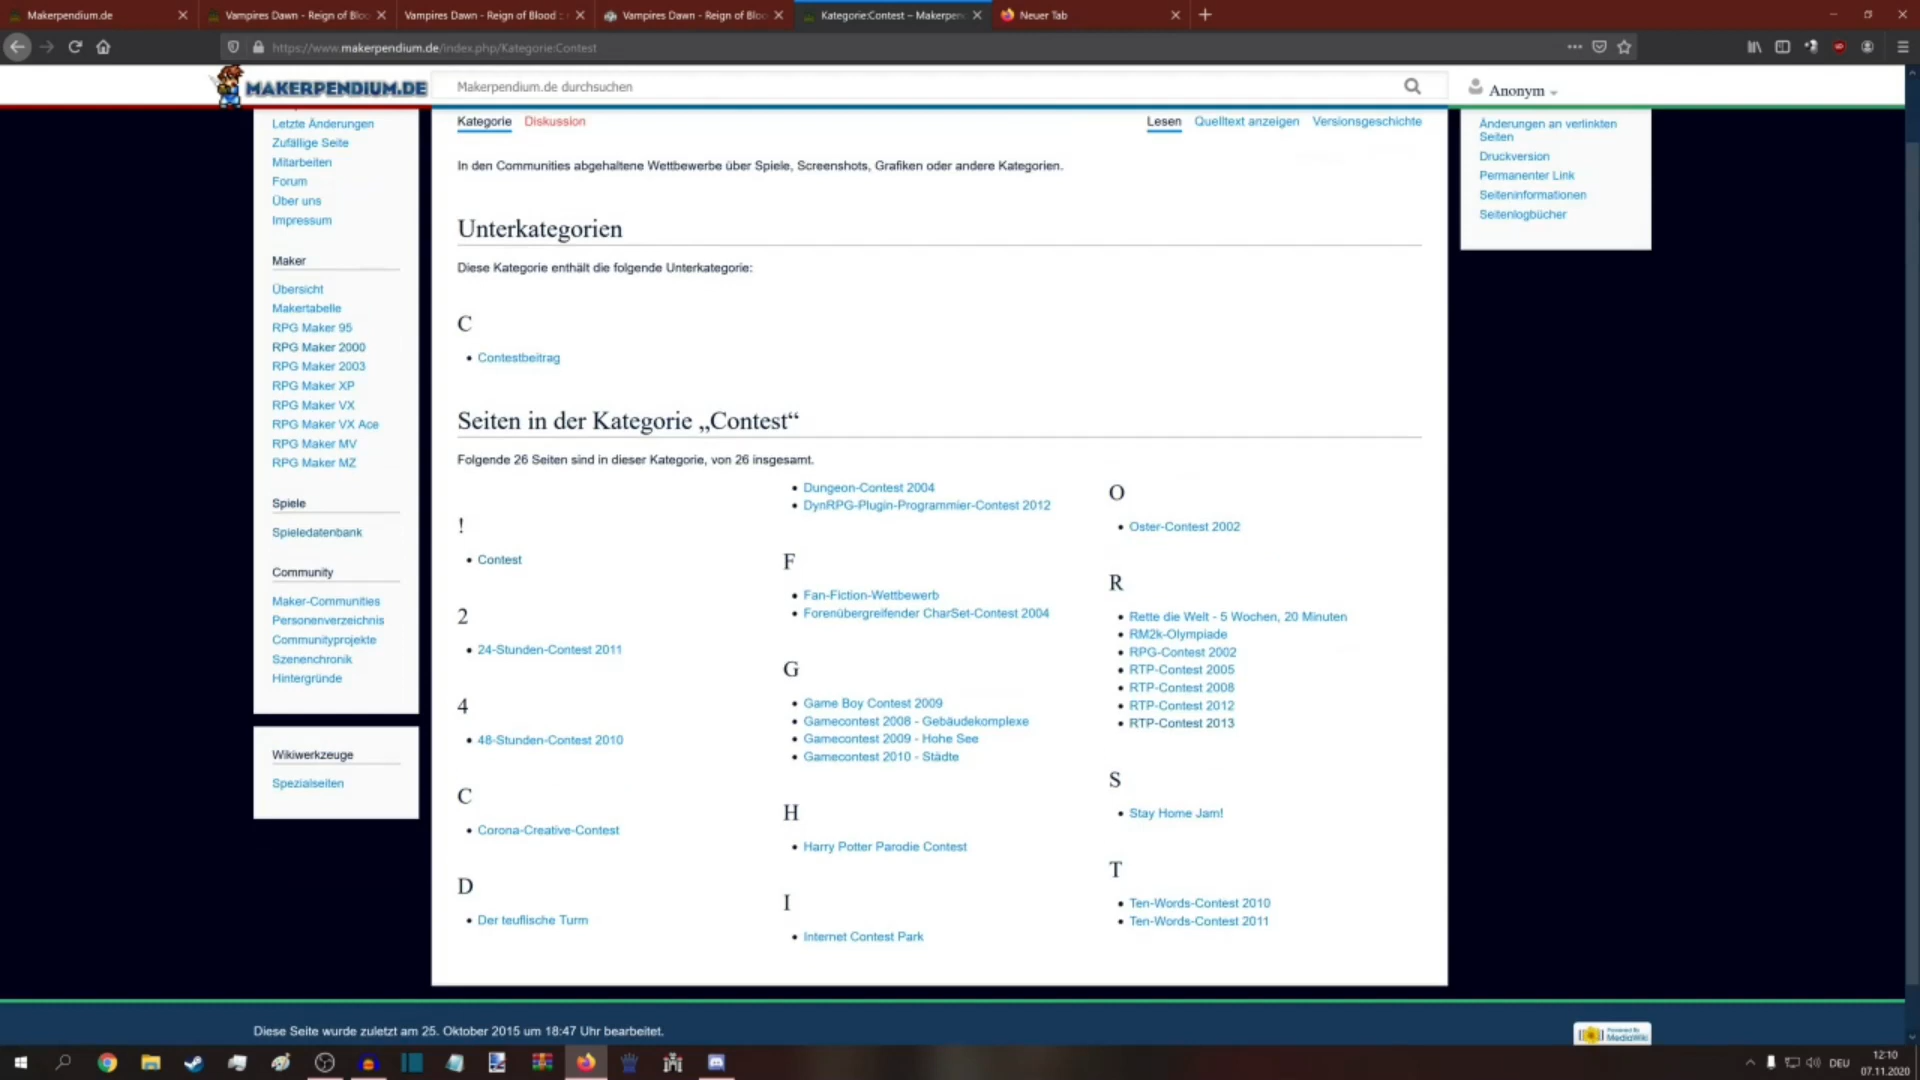 Makerpendium.de
Vampires Dawn - Reign of Bloo
Vampires Dawn - Reign of Blood ::
Vampires Dawn - Reign of Bloo
Kategorie:Contest – Makerpen
Neuer Tab
https://www.makerpendium.de/index.php/Kategorie:Contest
MAKERPENDIUM.DE
Makerpendium.de durchsuchen
Anonym
Letzte Änderungen
Zufällige Seite
Mitarbeiten
Forum
Über uns
Impressum
Maker
Übersicht
Makertabelle
RPG Maker 95
RPG Maker 2000
RPG Maker 2003
RPG Maker XP
RPG Maker VX
RPG Maker VX Ace
RPG Maker MV
RPG Maker MZ
Spiele
Spieledatenbank
Community
Maker-Communities
Personenverzeichnis
Communityprojekte
Szenenchronik
Hintergründe
Wikiwerkzeuge
Spezialseiten
Kategorie Diskussion
Lesen Quelltext anzeigen Versionsgeschichte
In den Communities abgehaltene Wettbewerbe über Spiele, Screenshots, Grafiken oder andere Kategorien.
Unterkategorien
Diese Kategorie enthält die folgende Unterkategorie:
C
• Contestbeitrag
Seiten in der Kategorie „Contest“
Folgende 26 Seiten sind in dieser Kategorie, von 26 insgesamt.
!
• Contest
2
• 24-Stunden-Contest 2011
4
• 48-Stunden-Contest 2010
C
• Corona-Creative-Contest
D
• Der teuflische Turm
• Dungeon-Contest 2004
• DynRPG-Plugin-Programmier-Contest 2012
F
• Fan-Fiction-Wettbewerb
• Forenübergreifender CharSet-Contest 2004
G
• Game Boy Contest 2009
• Gamecontest 2008 - Gebäudekomplexe
• Gamecontest 2009 - Hohe See
• Gamecontest 2010 - Städte
H
• Harry Potter Parodie Contest
I
• Internet Contest Park
O
• Oster-Contest 2002
R
• Rette die Welt - 5 Wochen, 20 Minuten
• RM2k-Olympiade
• RPG-Contest 2002
• RTP-Contest 2005
• RTP-Contest 2008
• RTP-Contest 2012
• RTP-Contest 2013
S
• Stay Home Jam!
T
• Ten-Words-Contest 2010
• Ten-Words-Contest 2011
Änderungen an verlinkten
Seiten
Druckversion
Permanenter Link
Seiteninformationen
Seitenlogbücher
Diese Seite wurde zuletzt am 25. Oktober 2015 um 18:47 Uhr bearbeitet.
Powered By
MediaWiki
DEU
12:10
07.11.2020